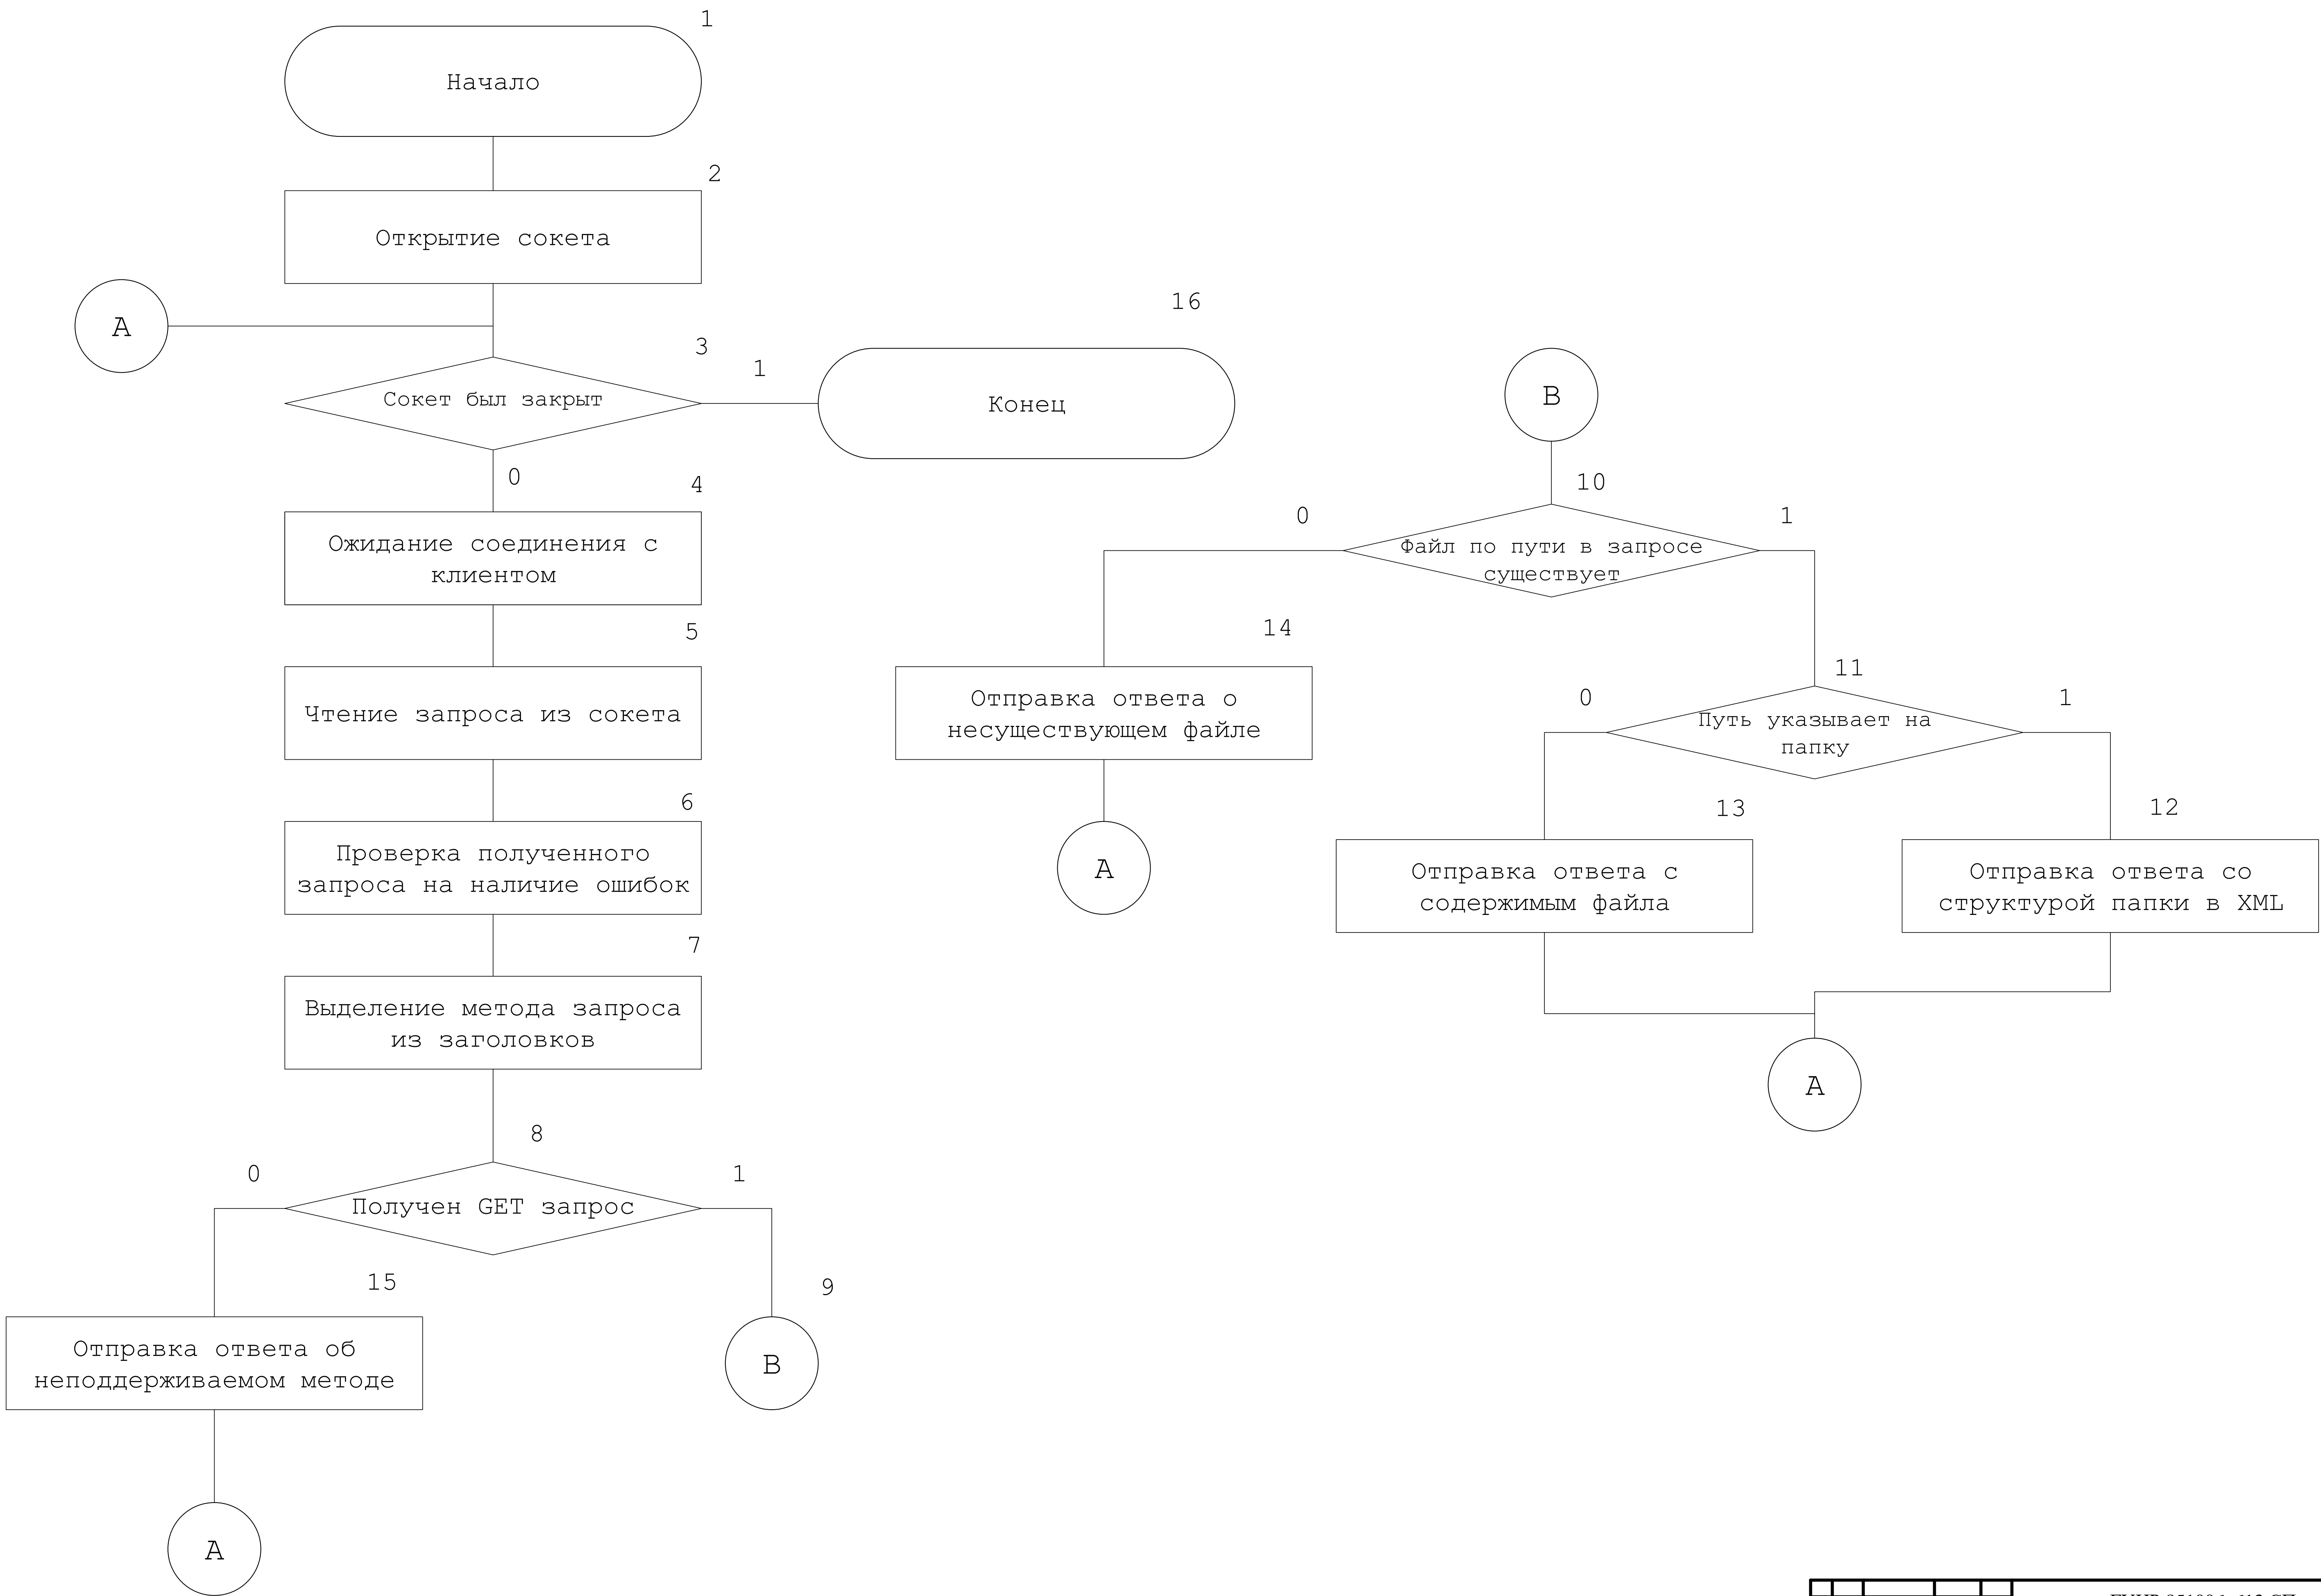 1
Начало
2
Открытие сокета
A
3
Сокет был закрыт
1
16
Конец
0
4
Ожидание соединения с
клиентом
5
Чтение запроса из сокета
6
Проверка полученного
запроса на наличие ошибок
7
Выделение метода запроса
из заголовков
8
0
Получен GET запрос
1
15
Отправка ответа об
неподдерживаемом методе
A
9
B
B
10
0
Файл по пути в запросе
существует
1
14
Отправка ответа о
несуществующем файле
A
11
0
Путь указывает на
папку
1
13
Отправка ответа с
содержимым файла
12
Отправка ответа со
структурой папки в XML
A